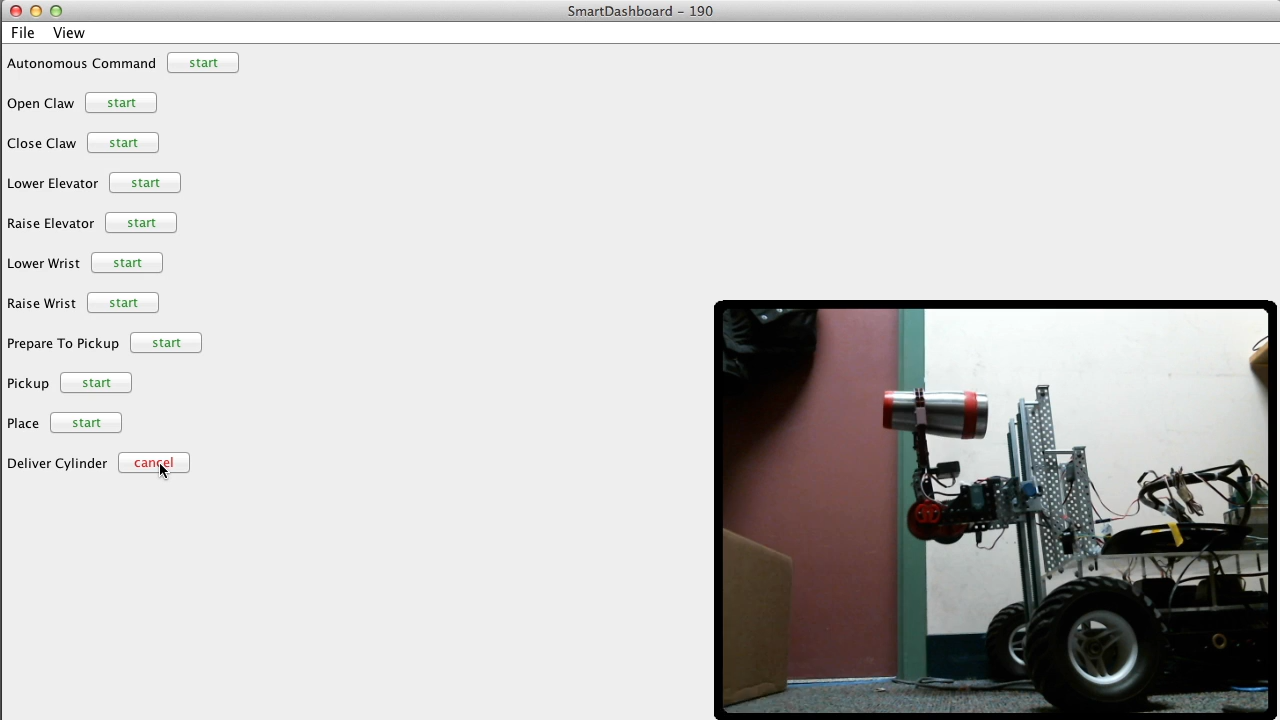 SmartDashboard - 190
File View
Autonomous Command start
Open Claw start
Close Claw start
Lower Elevator start
Raise Elevator start
Lower Wrist start
Raise Wrist start
Prepare To Pickup start
Pickup start
Place start
Deliver Cylinder cancel